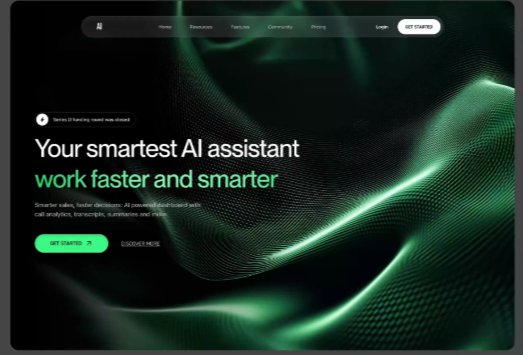 AI
Home Resources Features Community Pricing
Login GET STARTED
Series D funding round was closed
Your smartest AI assistant
work faster and smarter
Smarter sales, faster decisions: AI powered dashboard with
call analytics, transcripts, summaries and more
GET STARTED
DISCOVER MORE